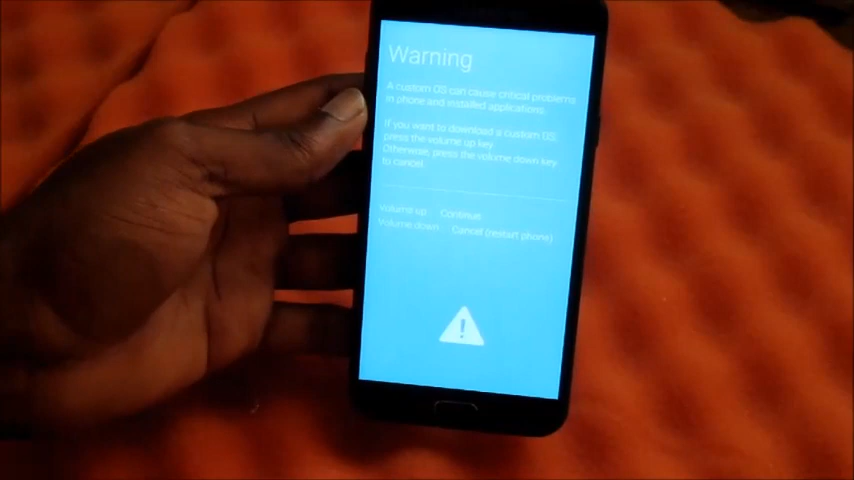 Warning
A custom OS can cause critical problems
in phone and installed applications.
If you want to download a custom OS,
press the volume up key.
Otherwise, press the volume down key
to cancel.
Volume up: Continue
Volume down: Cancel (restart phone)